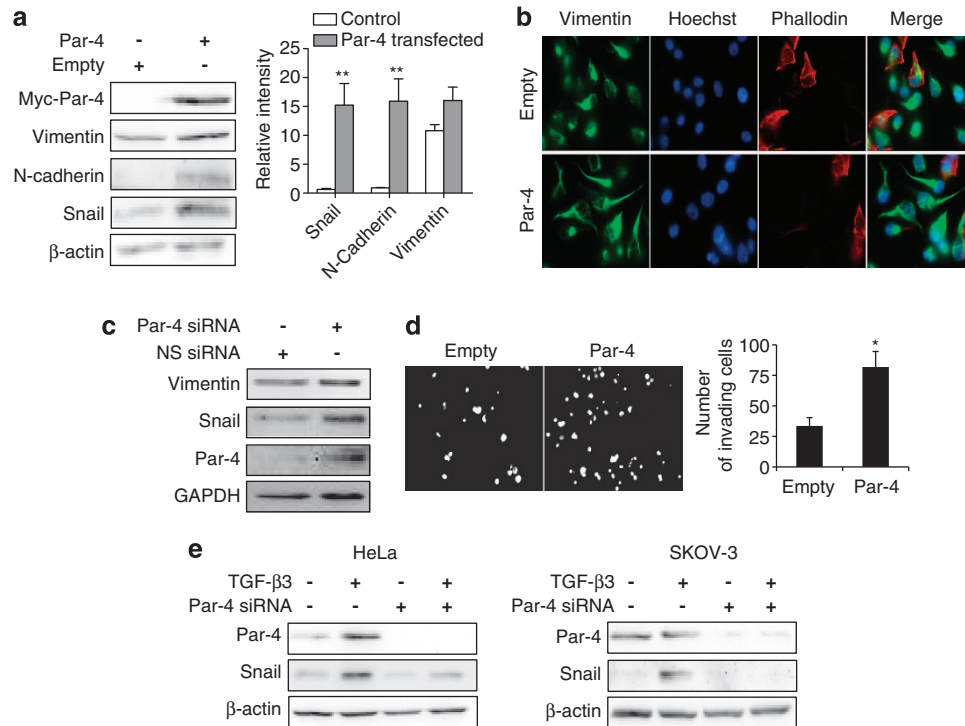 a
Par-4 - +
Empty + -
Myc-Par-4
Vimentin
N-cadherin
Snail
β-actin
Control
Par-4 transfected
Relative intensity
25
20
15
10
5
0
** **
Snail
N-Cadherin
Vimentin
b
Vimentin Hoechst Phallodin Merge
Empty
Par-4
c
Par-4 siRNA - +
NS siRNA + -
Vimentin
Snail
Par-4
GAPDH
d
Empty Par-4
Number
of invading cells
100
75
50
25
0
*
Empty Par-4
e
HeLa
TGF-β3 - + - +
Par-4 siRNA - - + +
Par-4
Snail
β-actin
SKOV-3
TGF-β3 - + - +
Par-4 siRNA - - + +
Par-4
Snail
β-actin